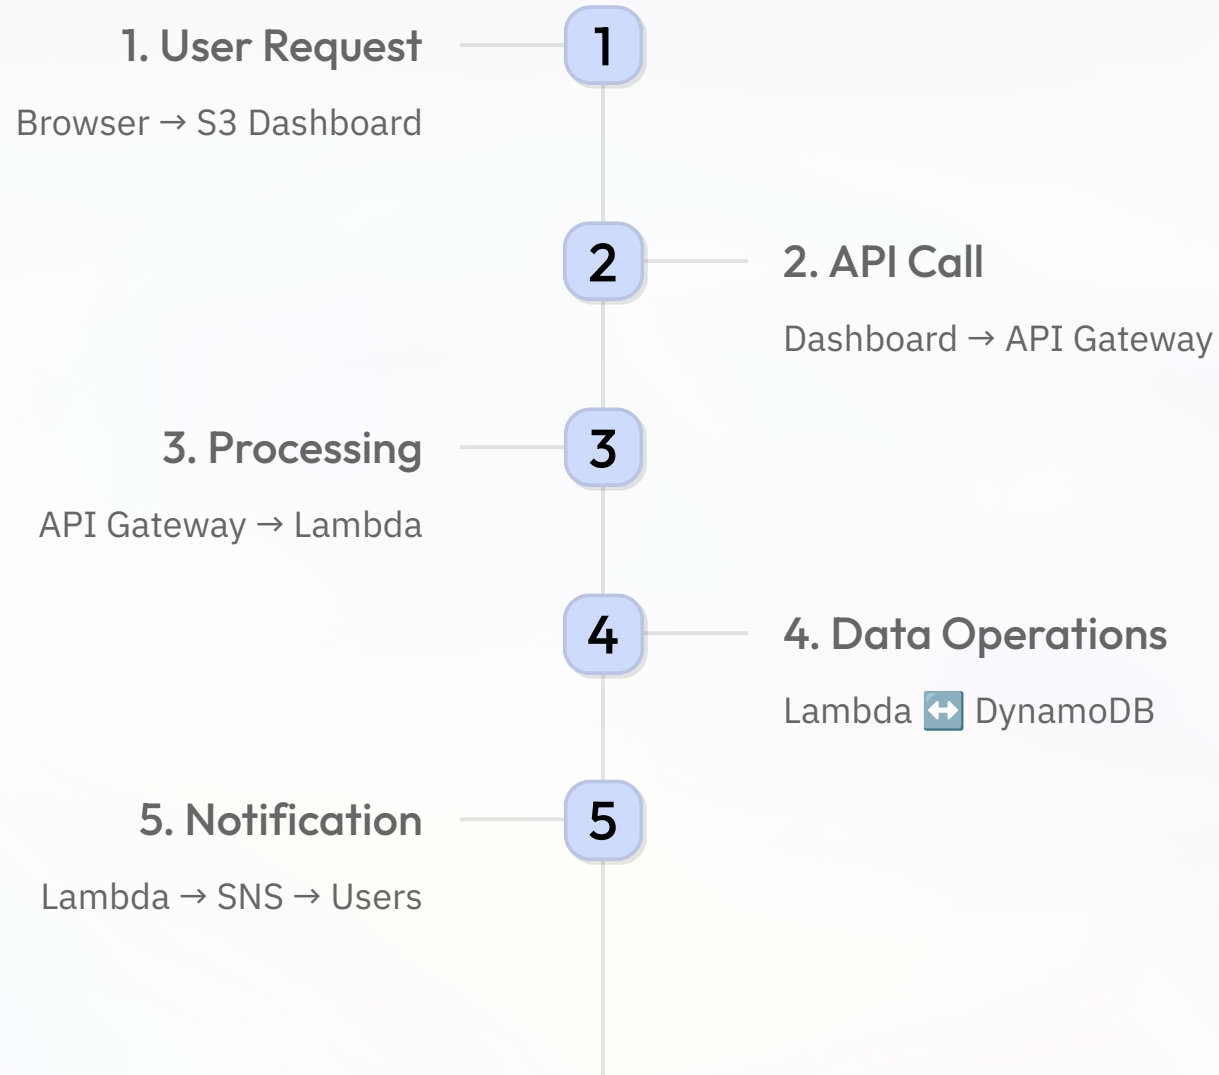 1. User Request
1
Browser → S3 Dashboard
2
2. API Call
Dashboard → API Gateway
3. Processing
3
API Gateway → Lambda
4
4. Data Operations
Lambda ↔️ DynamoDB
5. Notification
5
Lambda → SNS → Users